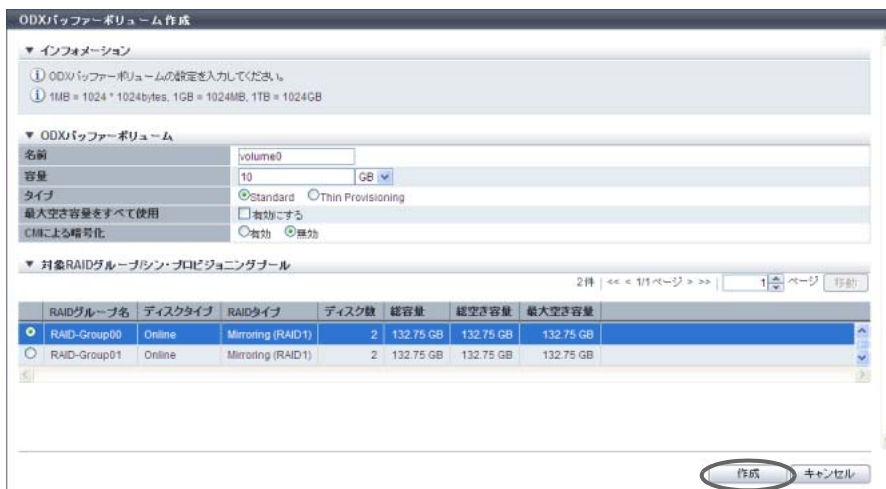 ODXバッファーボリューム作成
▼ インフォメーション
ODXバッファーボリュームの設定を入力してください。
1MB = 1024 * 1024bytes, 1GB = 1024MB, 1TB = 1024GB
▼ ODXバッファーボリューム
名前 volume0
容量 10 GB
タイプ Standard Thin Provisioning
最大空き容量をすべて使用 有効にする
CMによる暗号化 有効 無効
▼ 対象RAIDグループ/シン・プロビジョニングプール
2件 | << < 1/1ページ > >> | 1 ページ 移動
RAIDグループ名 ディスクタイプ RAIDタイプ ディスク数 総容量 総空き容量 最大空き容量
RAID-Group00 Online Mirroring (RAID1) 2 132.75 GB 132.75 GB 132.75 GB
RAID-Group01 Online Mirroring (RAID1) 2 132.75 GB 132.75 GB 132.75 GB
作成 キャンセル